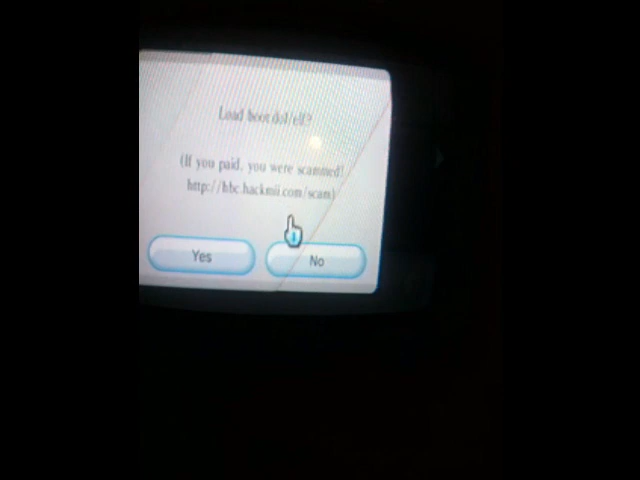 Load boot.dol/elf?
(If you paid, you were scammed!
http://hbc.hackmii.com/scam)
Yes
No